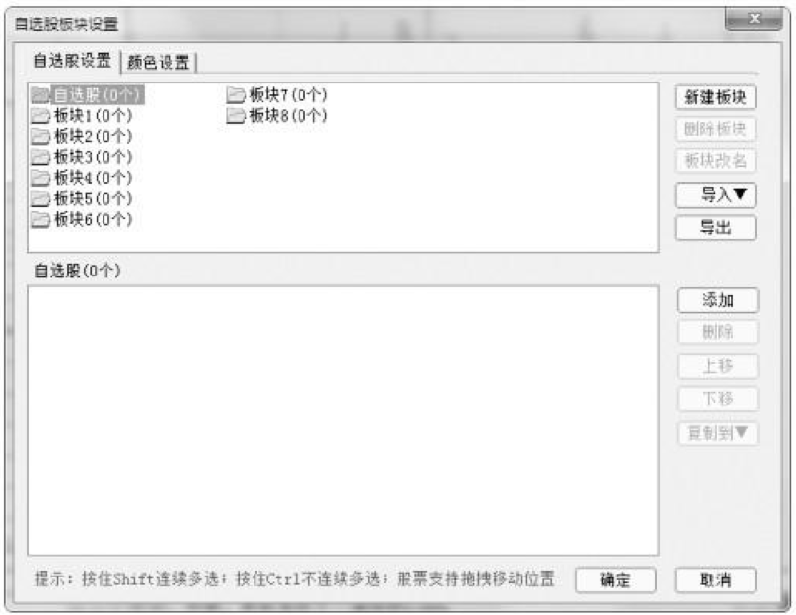 自选股板块设置
自选股设置 颜色设置
自选股(0个) 板块7(0个)
板块1(0个) 板块8(0个)
板块2(0个)
板块3(0个)
板块4(0个)
板块5(0个)
板块6(0个)
新建板块
删除板块
板块改名
导入▼
导出
自选股(0个)
添加
删除
上移
下移
复制到▼
提示：按住Shift连续多选；按住Ctrl不连续多选；股票支持拖拽移动位置
确定
取消